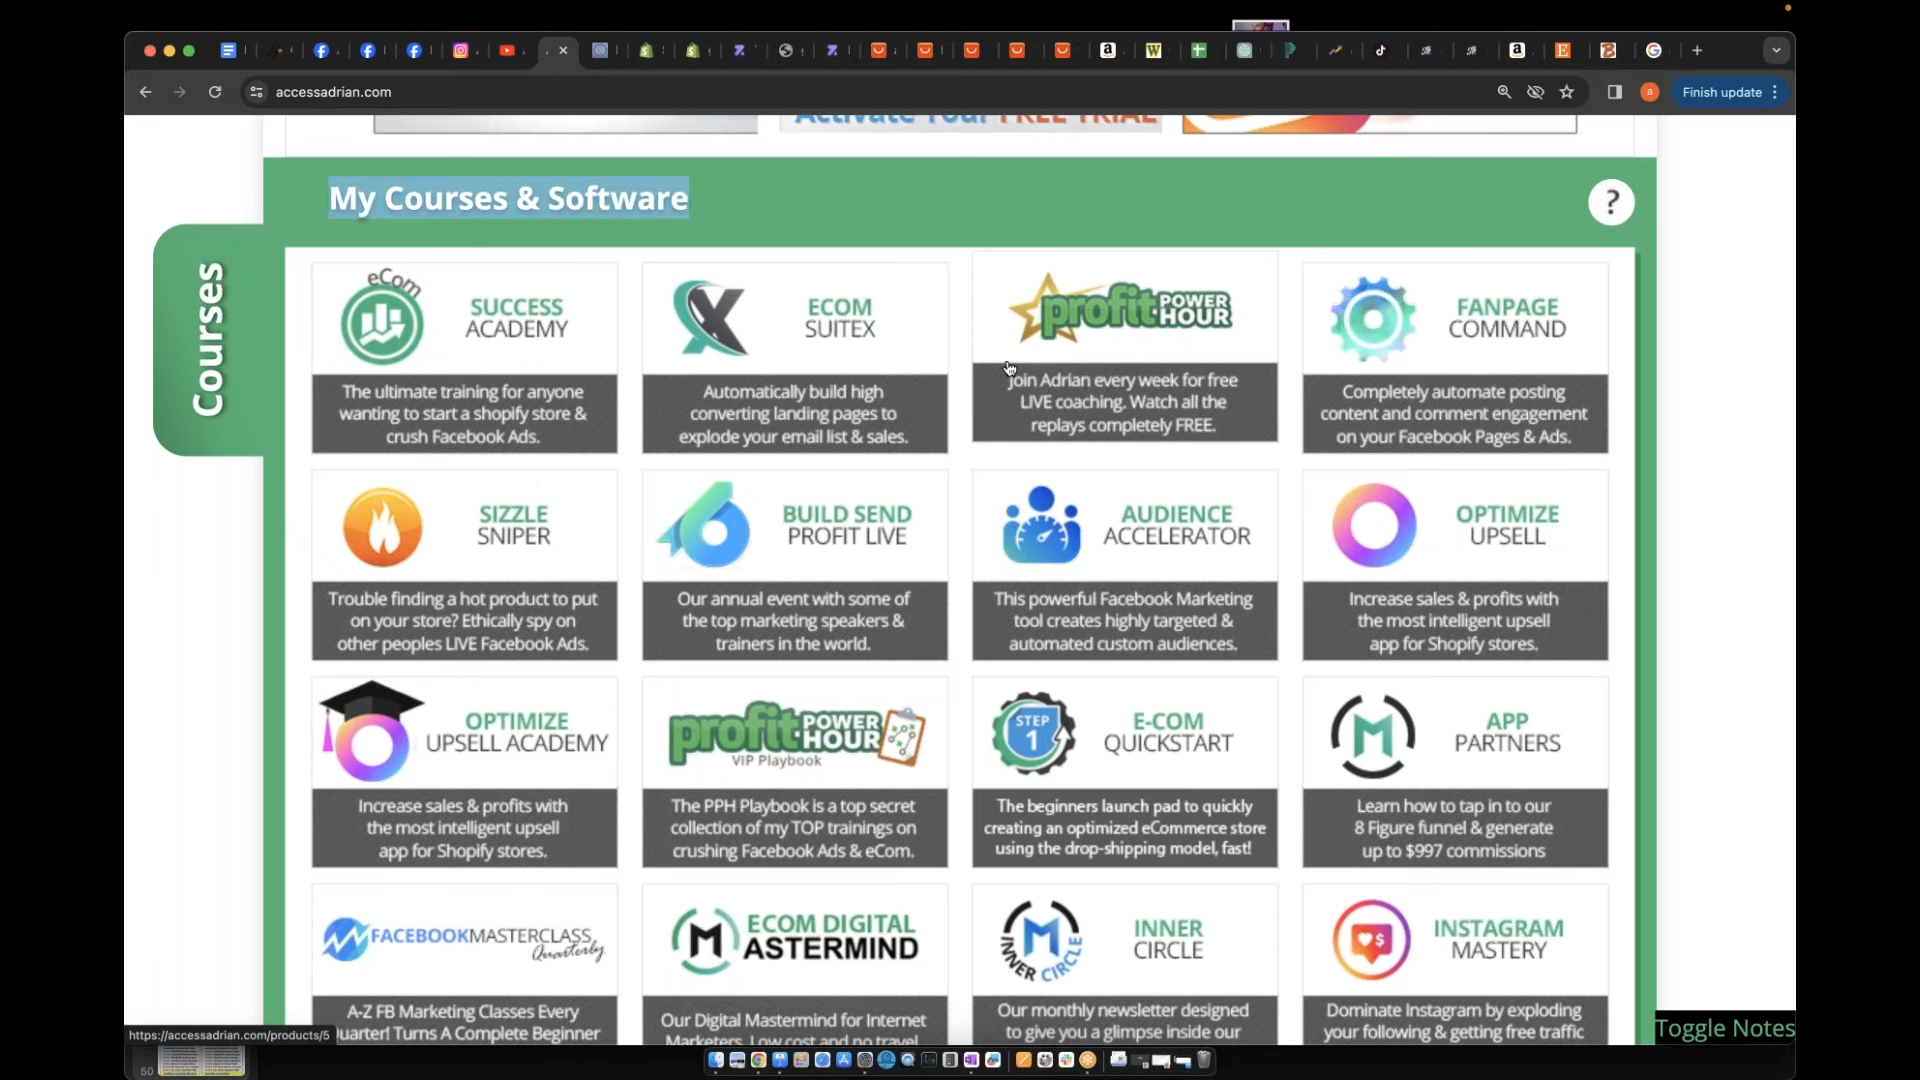 accessadrian.com
Finish update
a
Activate Your FREE TRIAL
My Courses & Software
?
Courses
eCom
SUCCESS
ACADEMY
The ultimate training for anyone
wanting to start a shopify store &
crush Facebook Ads.
ECOM
SUITEX
Automatically build high
converting landing pages to
explode your email list & sales.
profit POWER HOUR
Join Adrian every week for free
LIVE coaching. Watch all the
replays completely FREE.
FANPAGE
COMMAND
Completely automate posting
content and comment engagement
on your Facebook Pages & Ads.
SIZZLE
SNIPER
Trouble finding a hot product to put
on your store? Ethically spy on
other peoples LIVE Facebook Ads.
BUILD SEND
PROFIT LIVE
Our annual event with some of
the top marketing speakers &
trainers in the world.
AUDIENCE
ACCELERATOR
This powerful Facebook Marketing
tool creates highly targeted &
automated custom audiences.
OPTIMIZE
UPSELL
Increase sales & profits with
the most intelligent upsell
app for Shopify stores.
OPTIMIZE
UPSELL ACADEMY
Increase sales & profits with
the most intelligent upsell
app for Shopify stores.
profit POWER HOUR
VIP Playbook
The PPH Playbook is a top secret
collection of my TOP trainings on
crushing Facebook Ads & eCom.
STEP
1
E-COM
QUICKSTART
The beginners launch pad to quickly
creating an optimized eCommerce store
using the drop-shipping model, fast!
M
APP
PARTNERS
Learn how to tap in to our
8 Figure funnel & generate
up to $997 commissions
FACEBOOKMASTERCLASS
Quarterly
A-Z FB Marketing Classes Every
Quarter! Turns A Complete Beginner
ECOM DIGITAL
MASTERMIND
Our Digital Mastermind for Internet
Marketers. Low cost and no travel
M
INNER CIRCLE
INNER
CIRCLE
Our monthly newsletter designed
to give you a glimpse inside our
INSTAGRAM
MASTERY
Dominate Instagram by exploding
your following & getting free traffic
https://accessadrian.com/products/5
Toggle Notes
50